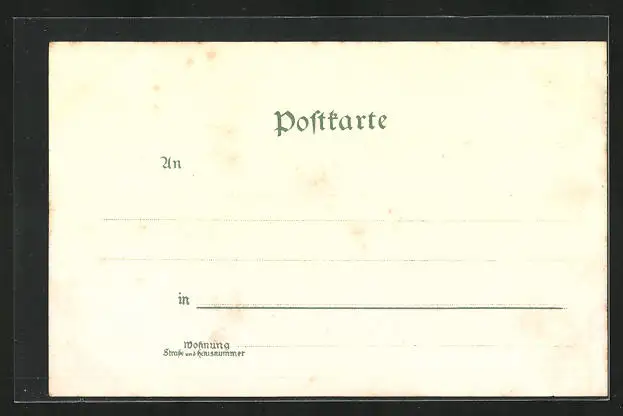 Postkarte
An
in
Wohnung
Straße und Hausnummer